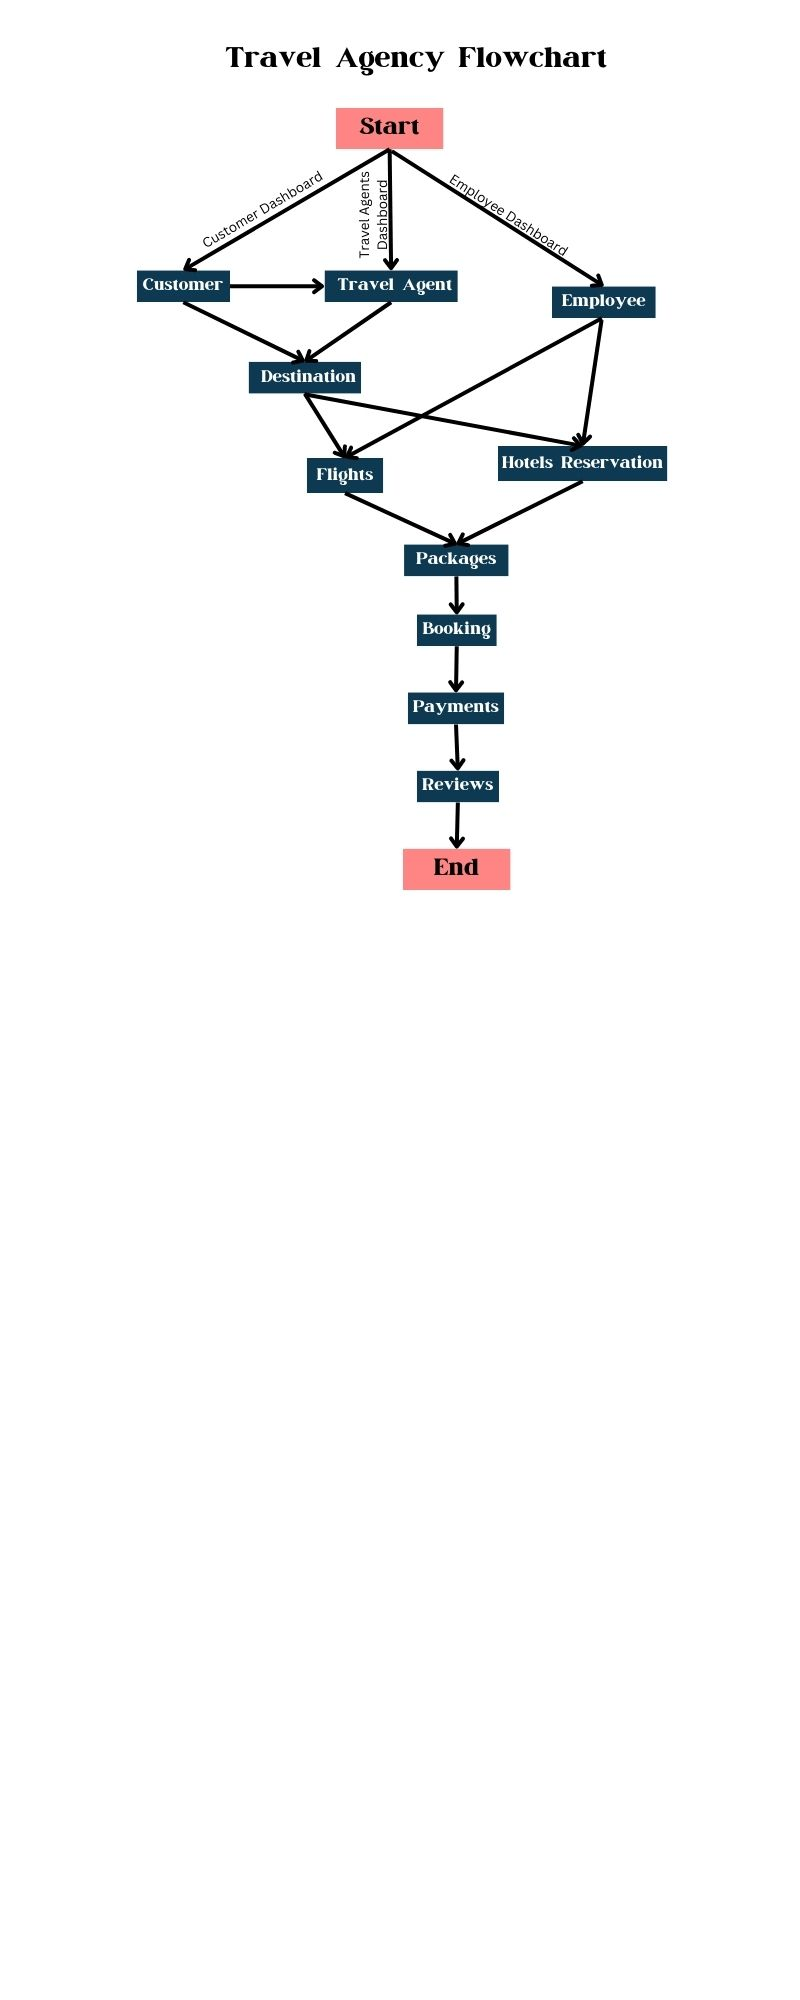 Travel Agency Flowchart
Start
Customer Dashboard
Travel Agents
Dashboard
Employee Dashboard
Customer
Travel Agent
Employee
Destination
Flights
Hotels Reservation
Packages
Booking
Payments
Reviews
End